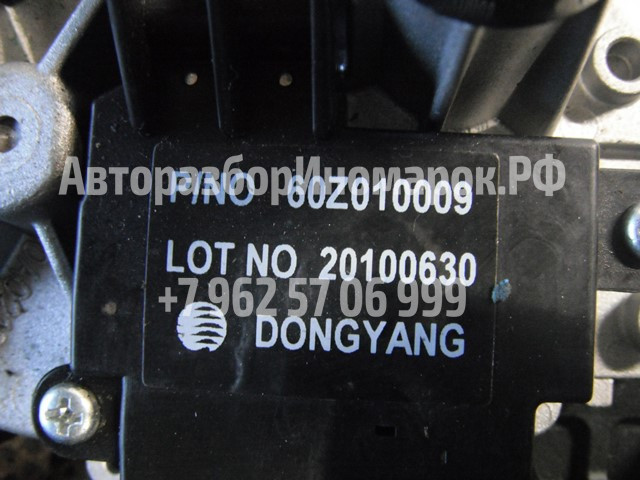 АвторазборИномарок.РФ
P/NO 60Z010009
LOT NO 20100630
+7 962 57 06 999
DONGYANG